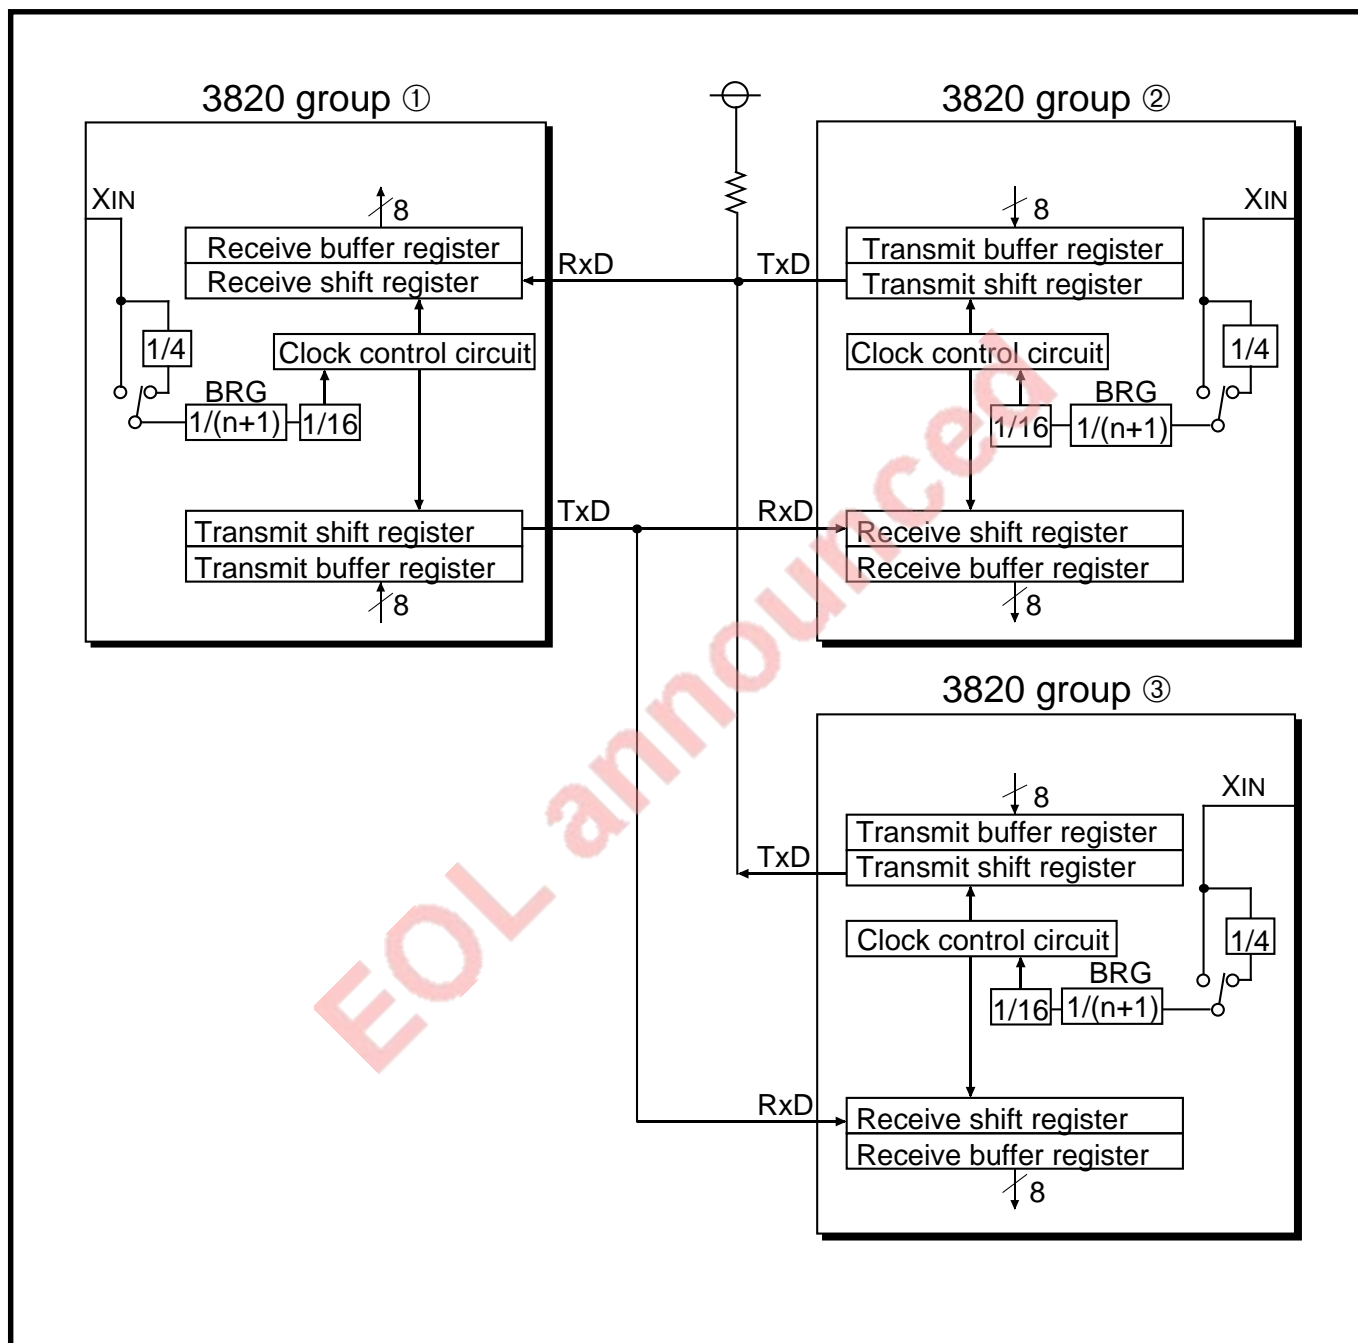 3820 group ①
XIN
8
Receive buffer register
Receive shift register
RxD
1/4
Clock control circuit
BRG
1/(n+1)
1/16
Transmit shift register
TxD
Transmit buffer register
8
3820 group ②
XIN
8
Transmit buffer register
TxD
Transmit shift register
Clock control circuit
1/4
BRG
1/16
1/(n+1)
RxD
Receive shift register
Receive buffer register
8
3820 group ③
XIN
8
Transmit buffer register
TxD
Transmit shift register
Clock control circuit
1/4
BRG
1/16
1/(n+1)
RxD
Receive shift register
Receive buffer register
8
EOL announced